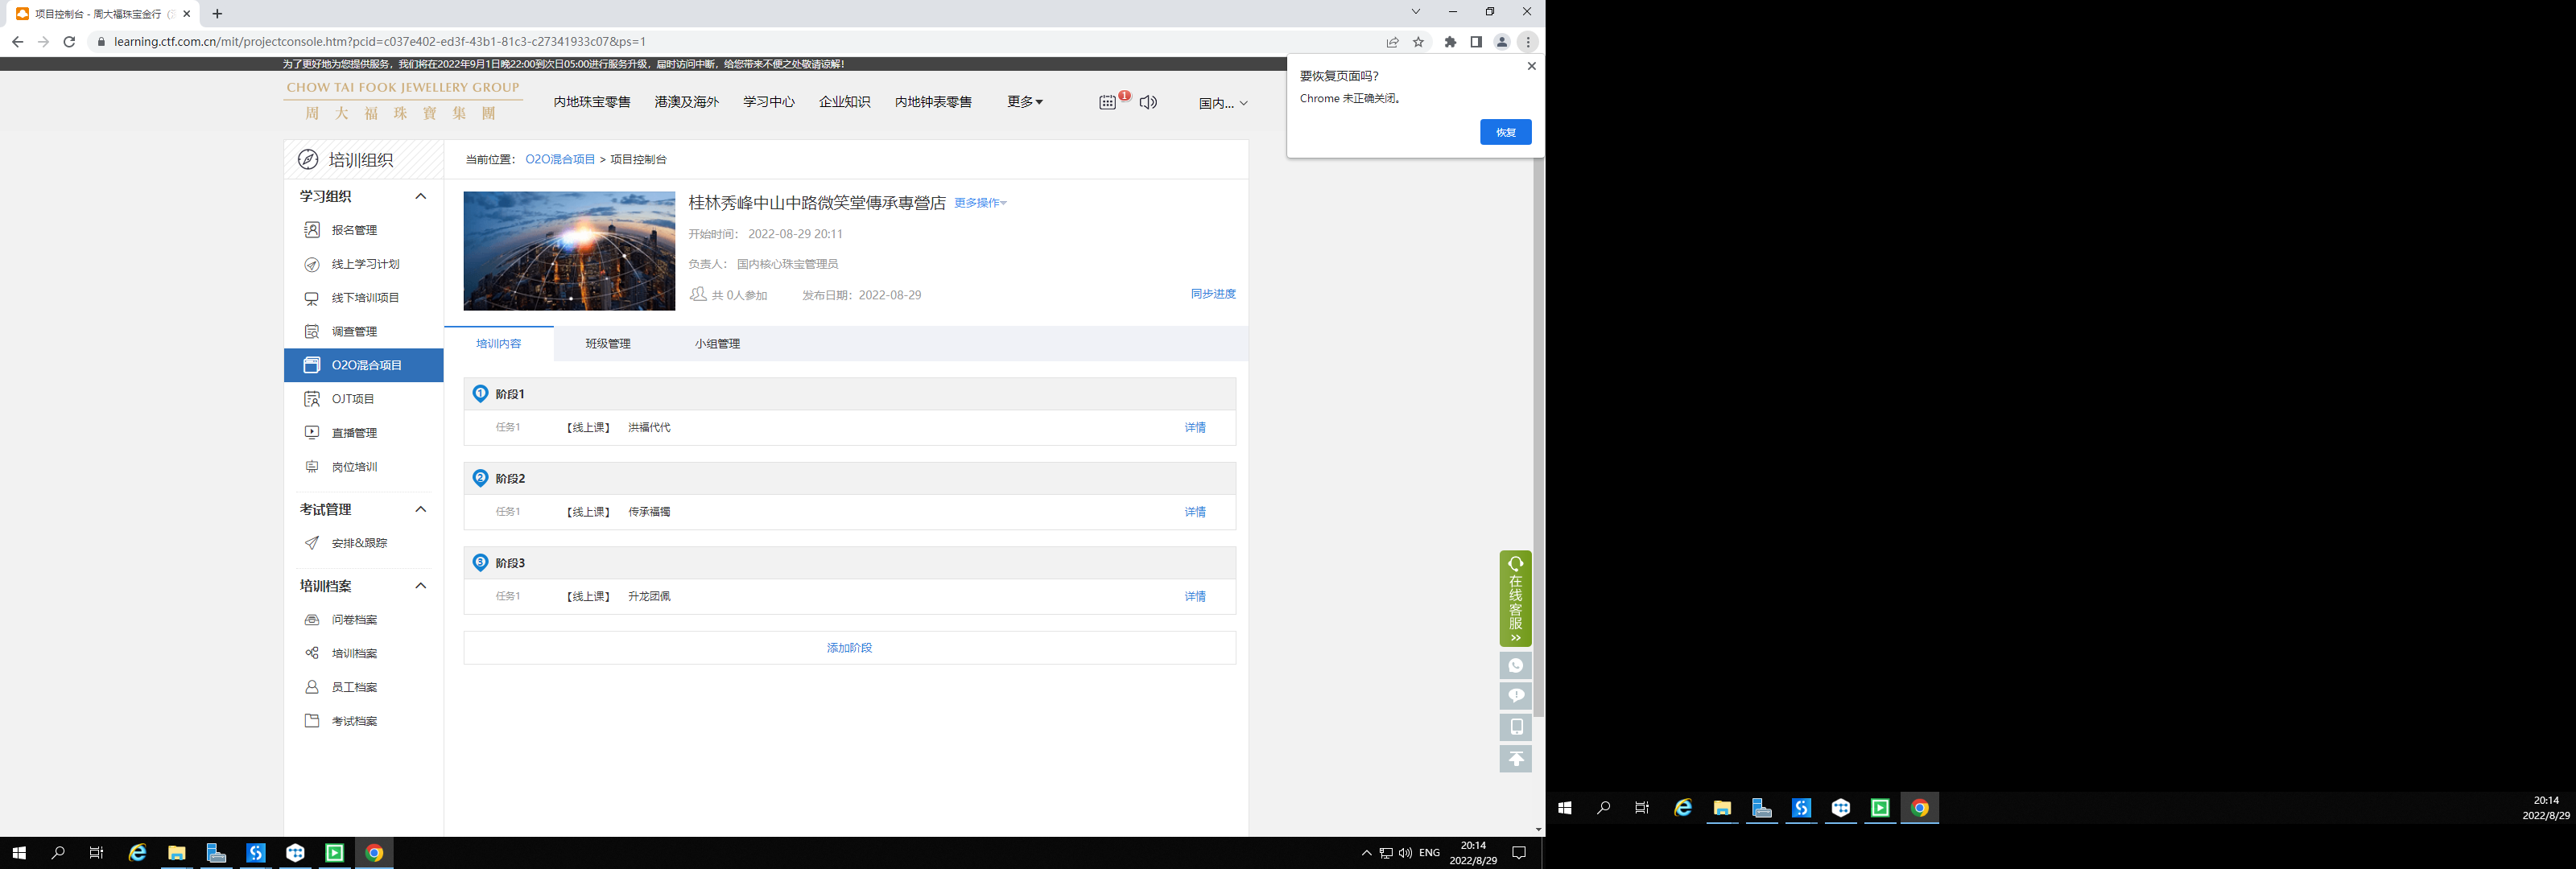 项目控制台 - 周大福珠宝金行
learning.ctf.com.cn/mit/projectconsole.htm?pcid=c037e402-ed3f-43b1-81c3-c27341933c07&ps=1
为了更好地为您提供服务，我们将在2022年9月1日晚22:00到次日05:00进行服务升级，届时访问中断，给您带来不便之处敬请谅解！
要恢复页面吗?
Chrome 未正确关闭。
恢复
CHOW TAI FOOK JEWELLERY GROUP
周大福珠寶集團
内地珠宝零售 港澳及海外 学习中心 企业知识 内地钟表零售 更多 1 国内...
培训组织
当前位置： O2O混合项目 > 项目控制台
学习组织
报名管理
线上学习计划
线下培训项目
调查管理
O2O混合项目
OJT项目
直播管理
岗位培训
考试管理
安排&跟踪
培训档案
问卷档案
培训档案
员工档案
考试档案
桂林秀峰中山中路微笑堂傳承專營店 更多操作
开始时间： 2022-08-29 20:11
负责人： 国内核心珠宝管理员
共 0人参加 发布日期：2022-08-29 同步进度
培训内容 班级管理 小组管理
1 阶段1
任务1 【线上课】 洪福代代 详情
2 阶段2
任务1 【线上课】 传承福镯 详情
3 阶段3
任务1 【线上课】 升龙团佩 详情
添加阶段
在线客服
ENG
20:14
2022/8/29
20:14
2022/8/29